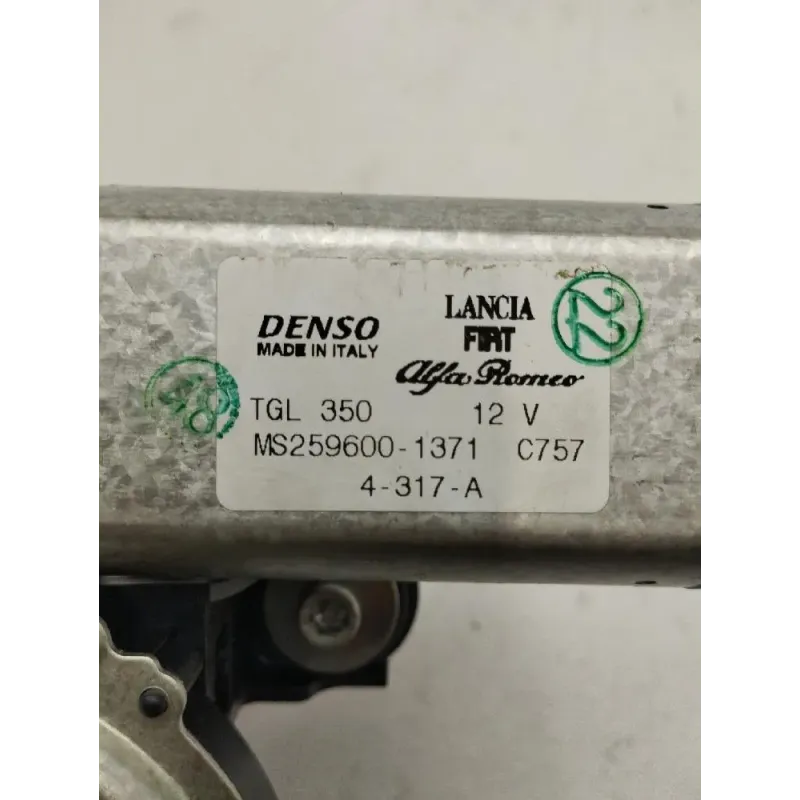 LANCIA
DENSO FIAT
MADE IN ITALY
Alfa Romeo
TGL 350 12 V
MS259600-1371 C757
4-317-A
22
48